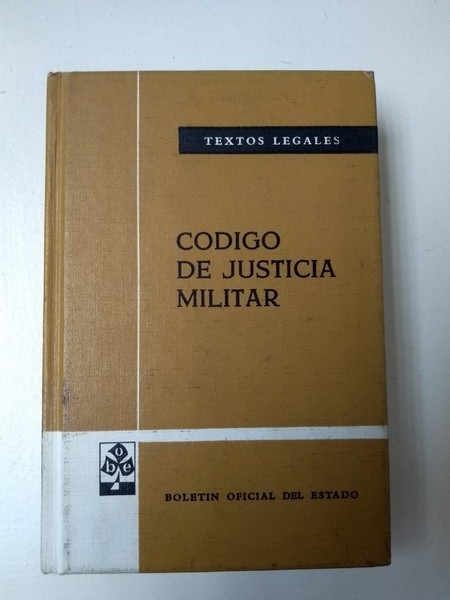 TEXTOS LEGALES
CODIGO
DE JUSTICIA
MILITAR
boe
BOLETIN OFICIAL DEL ESTADO